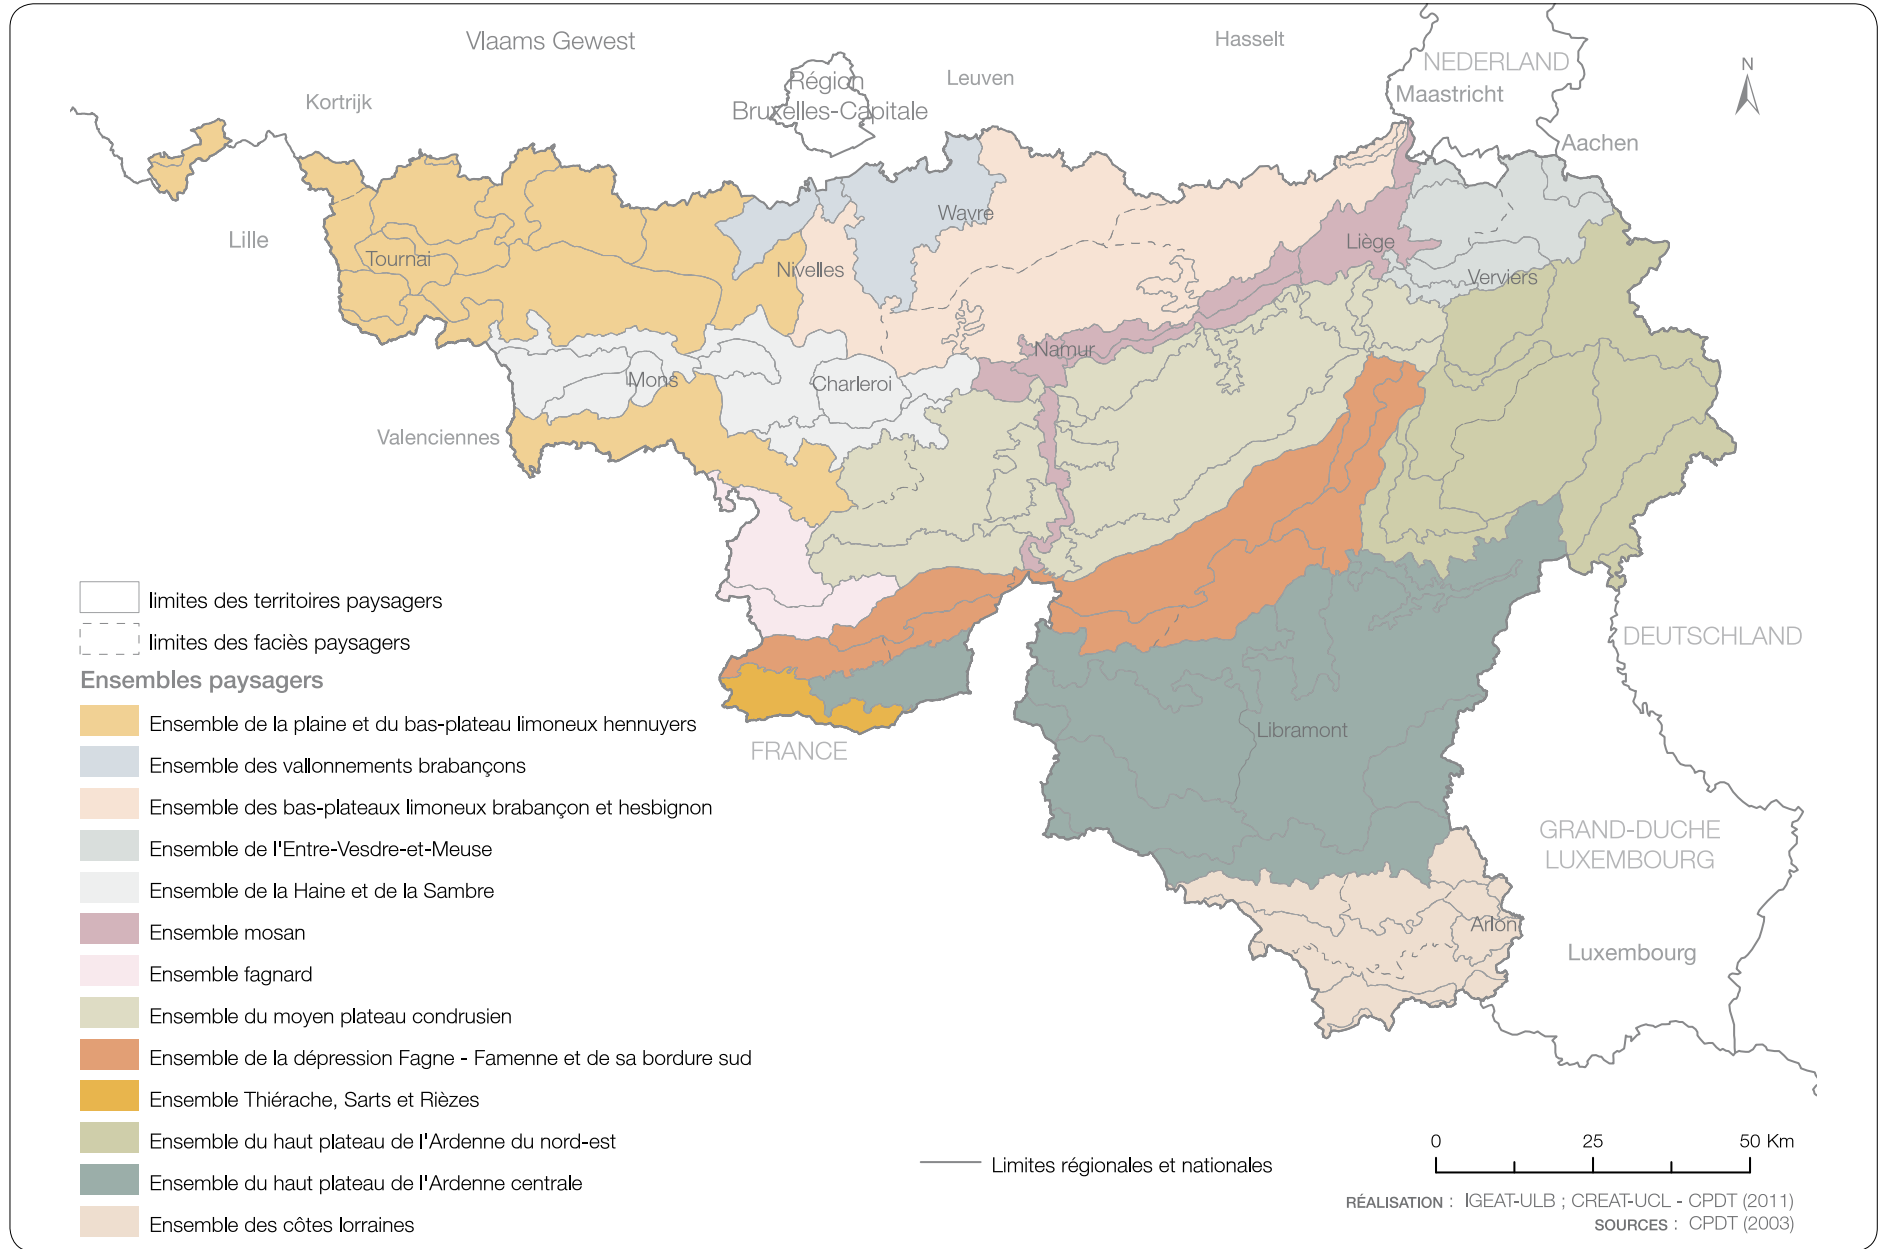 Vlaams Gewest
Hasselt
NEDERLAND
N
Région
Bruxelles-Capitale
Leuven
Kortrijk
Maastricht
Aachen
Wavre
Lille
Tournai
Nivelles
Liège
Verviers
Namur
Mons
Charleroi
Valenciennes
limites des territoires paysagers
limites des faciès paysagers
DEUTSCHLAND
Ensembles paysagers
Ensemble de la plaine et du bas-plateau limoneux hennuyers
Ensemble des vallonnements brabançons
Ensemble des bas-plateaux limoneux brabançon et hesbignon
Ensemble de l'Entre-Vesdre-et-Meuse
Ensemble de la Haine et de la Sambre
Ensemble mosan
Ensemble fagnard
Ensemble du moyen plateau condrusien
Ensemble de la dépression Fagne - Famenne et de sa bordure sud
Ensemble Thiérache, Sarts et Rièzes
Ensemble du haut plateau de l'Ardenne du nord-est
Ensemble du haut plateau de l'Ardenne centrale
Ensemble des côtes lorraines
FRANCE
Libramont
GRAND-DUCHE
LUXEMBOURG
Arlon
Luxembourg
Limites régionales et nationales
0 25 50 Km
RÉALISATION : IGEAT-ULB ; CREAT-UCL - CPDT (2011)
SOURCES : CPDT (2003)